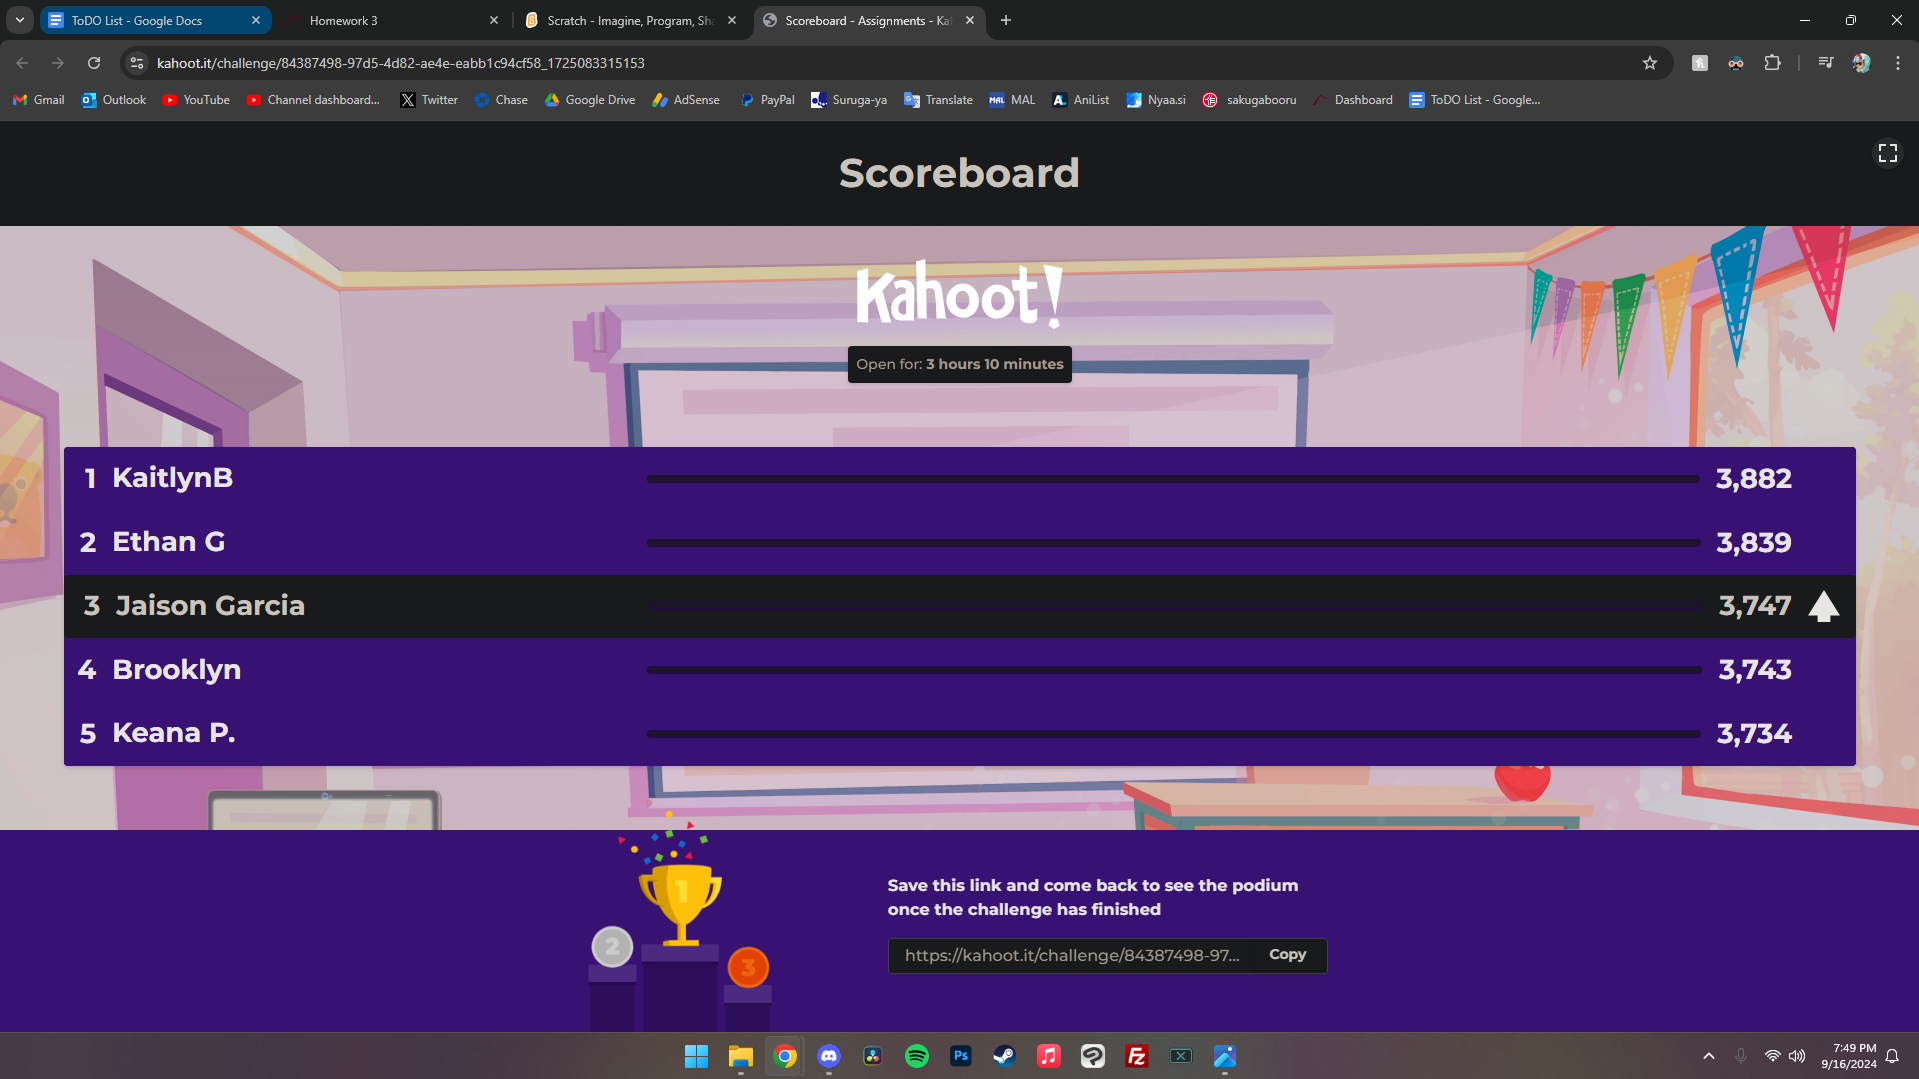 ToDO List - Google Docs
Homework 3
Scratch - Imagine, Program, Sha
Scoreboard - Assignments - Kah
kahoot.it/challenge/84387498-97d5-4d82-ae4e-eabb1c94cf58_1725083315153
Gmail Outlook YouTube Channel dashboard... Twitter Chase Google Drive AdSense PayPal Suruga-ya Translate MAL MAL AniList Nyaa.si sakugabooru Dashboard ToDO List - Google...
Scoreboard
Kahoot!
Open for: 3 hours 10 minutes
1 KaitlynB 3,882
2 Ethan G 3,839
3 Jaison Garcia 3,747
4 Brooklyn 3,743
5 Keana P. 3,734
1
2
3
Save this link and come back to see the podium
once the challenge has finished
https://kahoot.it/challenge/84387498-97... Copy
Ps
Fz
7:49 PM
9/16/2024